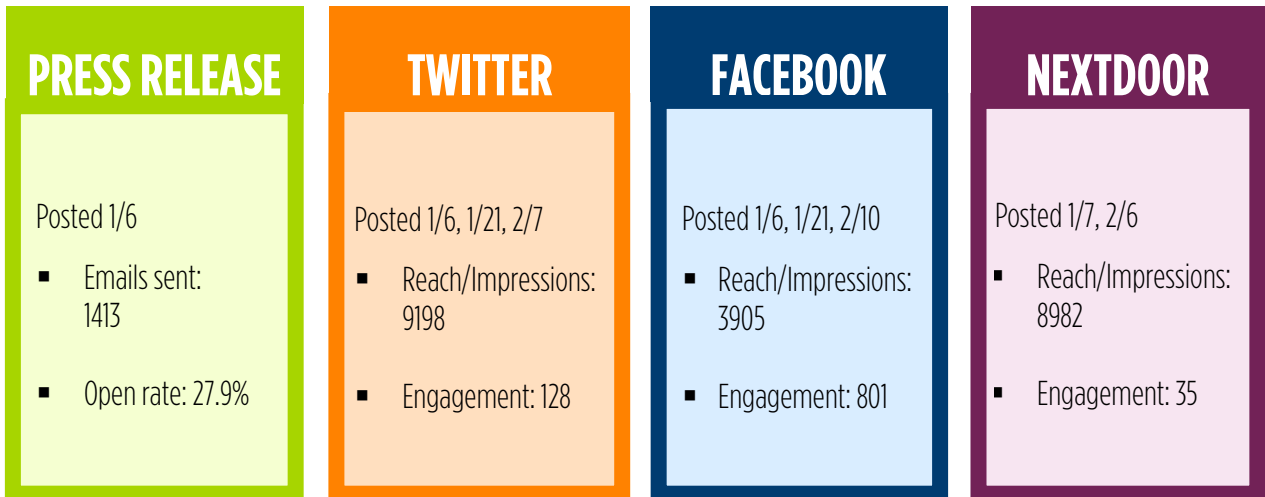 PRESS RELEASE
Posted 1/6
▪ Emails sent:
1413
▪ Open rate: 27.9%
TWITTER
Posted 1/6, 1/21, 2/7
▪ Reach/Impressions:
9198
▪ Engagement: 128
FACEBOOK
Posted 1/6, 1/21, 2/10
▪ Reach/Impressions:
3905
▪ Engagement: 801
NEXTDOOR
Posted 1/7, 2/6
▪ Reach/Impressions:
8982
▪ Engagement: 35